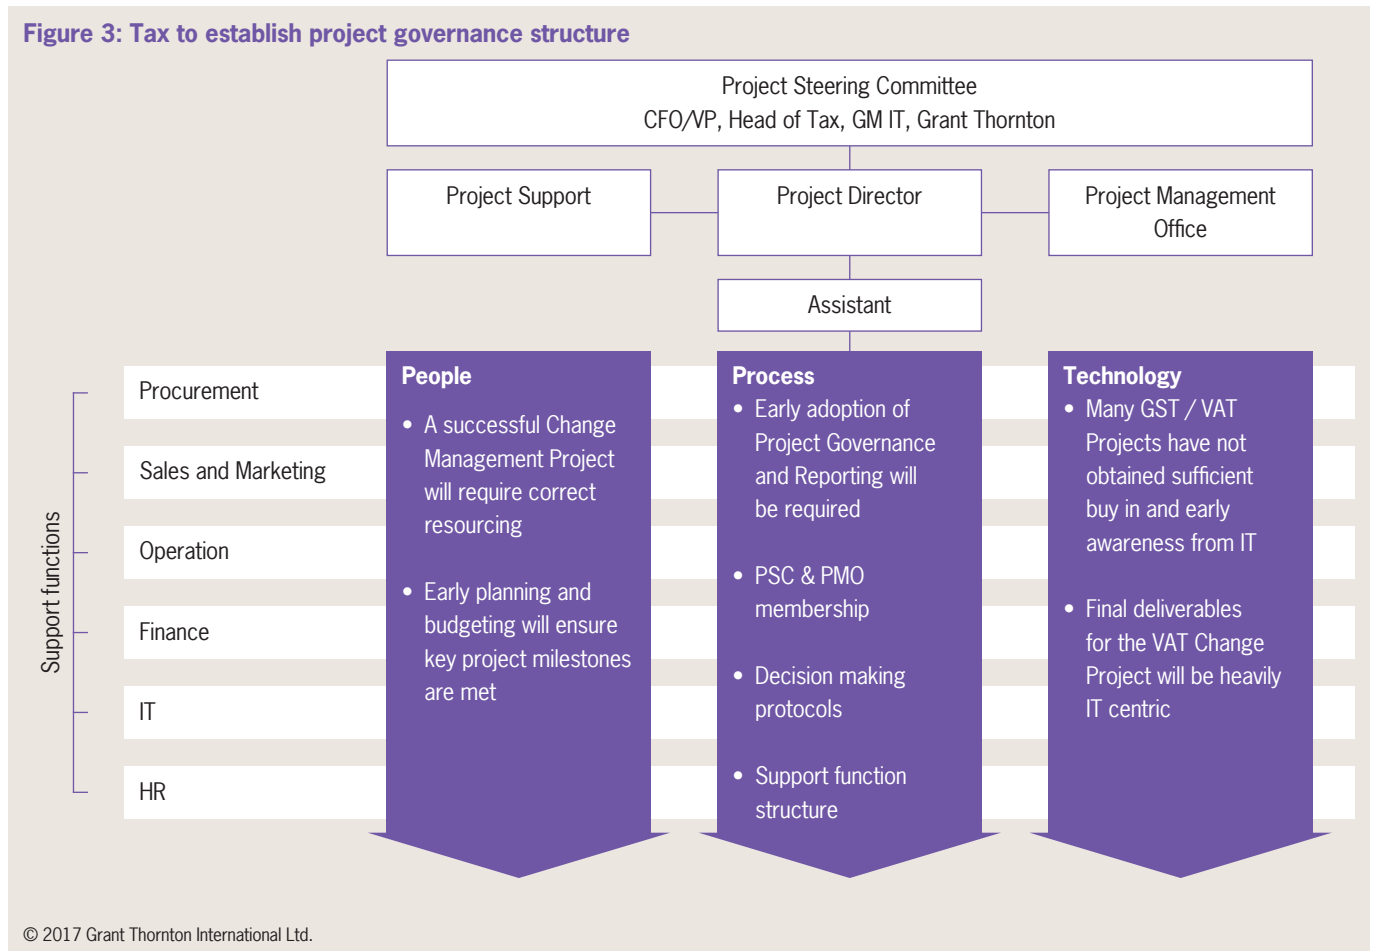 Figure 3: Tax to establish project governance structure
Project Steering Committee
CFO/VP, Head of Tax, GM IT, Grant Thornton
Project Support
Project Director
Project Management
Office
Assistant
Support functions
Procurement
Sales and Marketing
Operation
Finance
IT
HR
People
• A successful Change
Management Project
will require correct
resourcing
• Early planning and
budgeting will ensure
key project milestones
are met
Process
• Early adoption of
Project Governance
and Reporting will
be required
• PSC & PMO
membership
• Decision making
protocols
• Support function
structure
Technology
• Many GST / VAT
Projects have not
obtained sufficient
buy in and early
awareness from IT
• Final deliverables
for the VAT Change
Project will be heavily
IT centric
© 2017 Grant Thornton International Ltd.